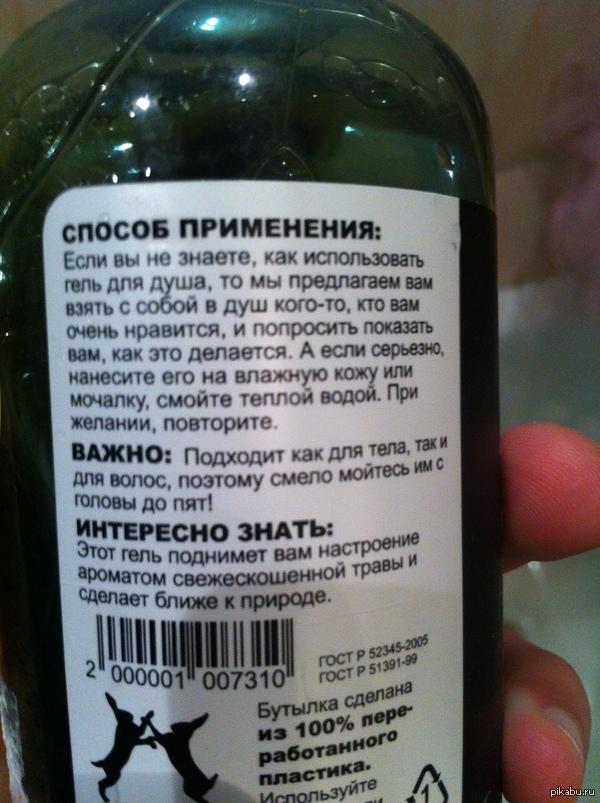 СПОСОБ ПРИМЕНЕНИЯ:
Если вы не знаете, как использовать
гель для душа, то мы предлагаем вам
взять с собой в душ кого-то, кто вам
очень нравится, и попросить показать
вам, как это делается. А если серьезно,
нанесите его на влажную кожу или
мочалку, смойте теплой водой. При
желании, повторите.
ВАЖНО: Подходит как для тела, так и
для волос, поэтому смело мойтесь им с
головы до пят!
ИНТЕРЕСНО ЗНАТЬ:
Этот гель поднимет вам настроение
ароматом свежескошенной травы и
сделает ближе к природе.
2 000001 007310
ГОСТ Р 52345-2005
ГОСТ Р 51391-99
Бутылка сделана
из 100% пере-
работанного
пластика.
Используйте
1
pikabu.ru